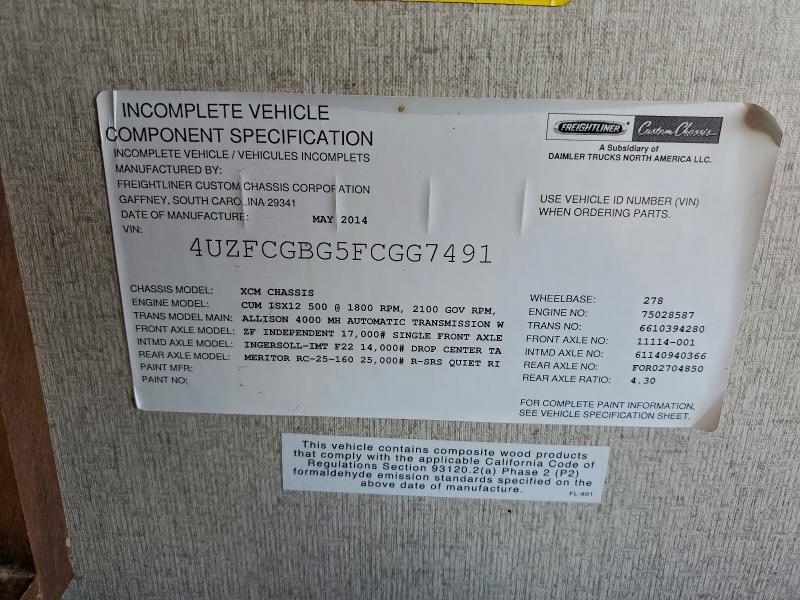 INCOMPLETE VEHICLE
COMPONENT SPECIFICATION
INCOMPLETE VEHICLE / VEHICULES INCOMPLETS
MANUFACTURED BY:
FREIGHTLINER CUSTOM CHASSIS CORPORATION
GAFFNEY, SOUTH CAROLINA 29341
DATE OF MANUFACTURE: MAY 2014
VIN:
4UZFCGBG5FCGG7491
FREIGHTLINER Custom Chassis
A Subsidiary of
DAIMLER TRUCKS NORTH AMERICA LLC.
USE VEHICLE ID NUMBER (VIN)
WHEN ORDERING PARTS.
CHASSIS MODEL: XCM CHASSIS
ENGINE MODEL: CUM ISX12 500 @ 1800 RPM, 2100 GOV RPM,
TRANS MODEL MAIN: ALLISON 4000 MH AUTOMATIC TRANSMISSION W
FRONT AXLE MODEL: ZF INDEPENDENT 17,000# SINGLE FRONT AXLE
INTMD AXLE MODEL: INGERSOLL-IMT F22 14,000# DROP CENTER TA
REAR AXLE MODEL: MERITOR RC-25-160 25,000# R-SRS QUIET RI
PAINT MFR:
PAINT NO:
WHEELBASE: 278
ENGINE NO: 75028587
TRANS NO: 6610394280
FRONT AXLE NO: 11114-001
INTMD AXLE NO: 61140940366
REAR AXLE NO: FOR02704850
REAR AXLE RATIO: 4.30
FOR COMPLETE PAINT INFORMATION,
SEE VEHICLE SPECIFICATION SHEET.
This vehicle contains composite wood products
that comply with the applicable California Code of
Regulations Section 93120.2(a) Phase 2 (P2)
formaldehyde emission standards specified on the
above date of manufacture.
FL-601